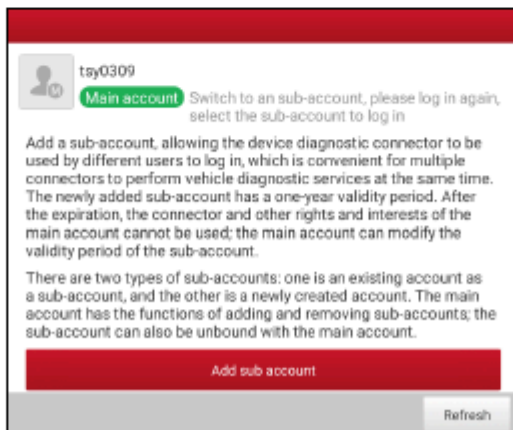 tsy0309
Main account Switch to an sub-account, please log in again,
select the sub-account to log in
Add a sub-account, allowing the device diagnostic connector to be
used by different users to log in, which is convenient for multiple
connectors to perform vehicle diagnostic services at the same time.
The newly added sub-account has a one-year validity period. After
the expiration, the connector and other rights and interests of the
main account cannot be used; the main account can modify the
validity period of the sub-account.
There are two types of sub-accounts: one is an existing account as
a sub-account, and the other is a newly created account. The main
account has the functions of adding and removing sub-accounts; the
sub-account can also be unbound with the main account.
Add sub account
Refresh